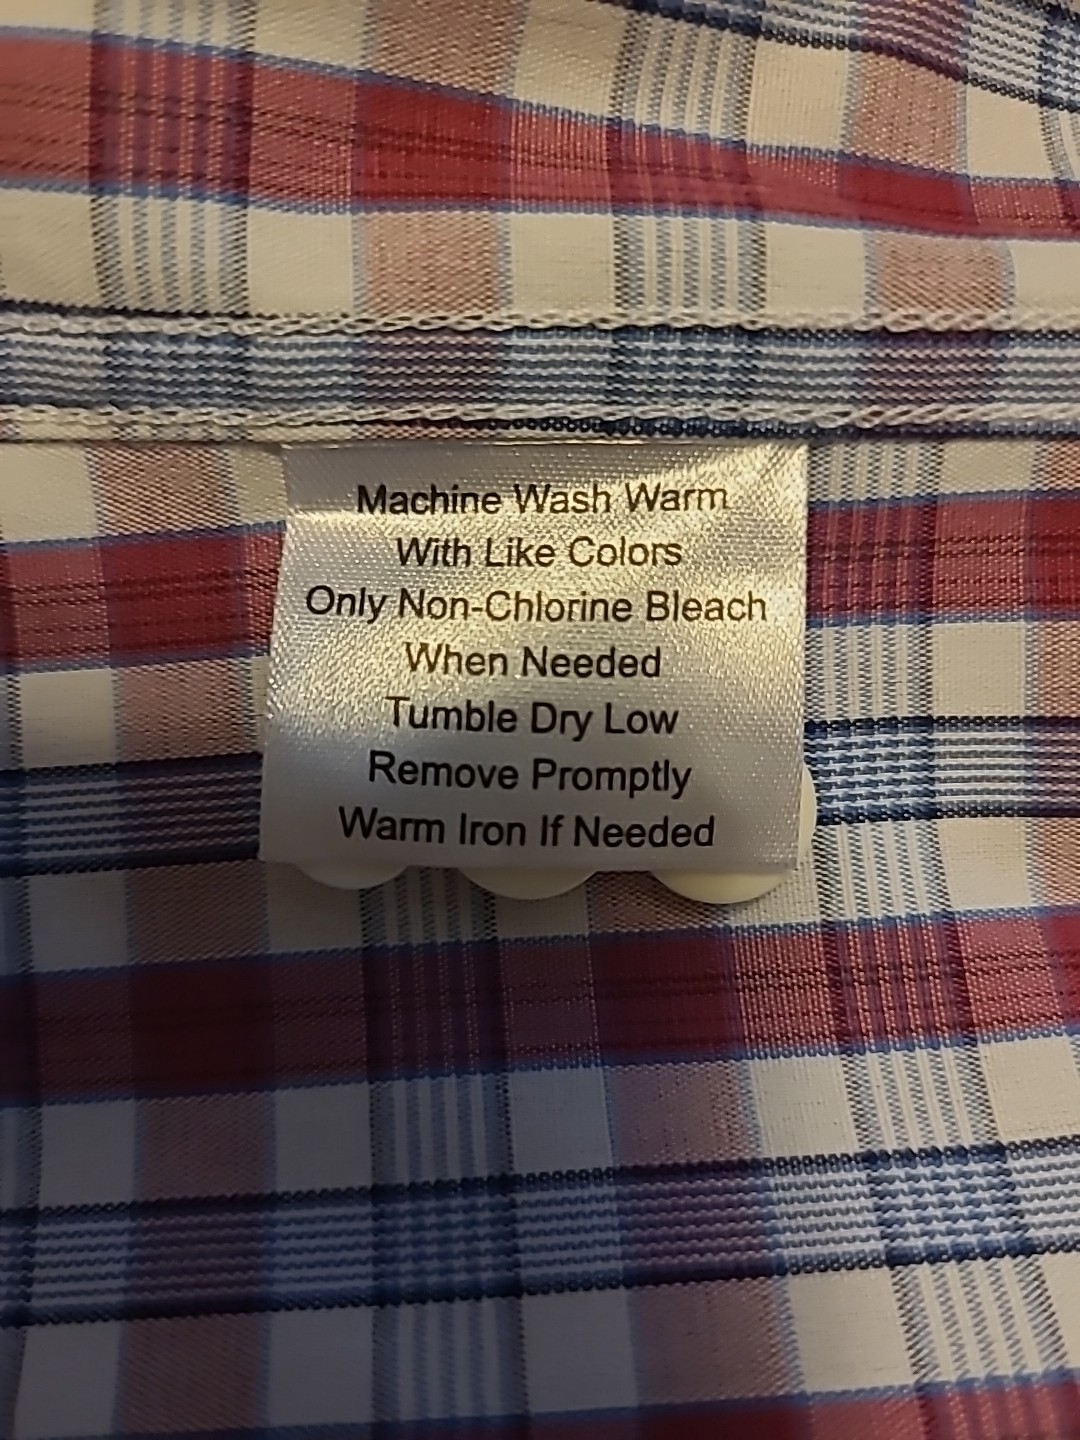 Machine Wash Warm
With Like Colors
Only Non-Chlorine Bleach
When Needed
Tumble Dry Low
Remove Promptly
Warm Iron If Needed